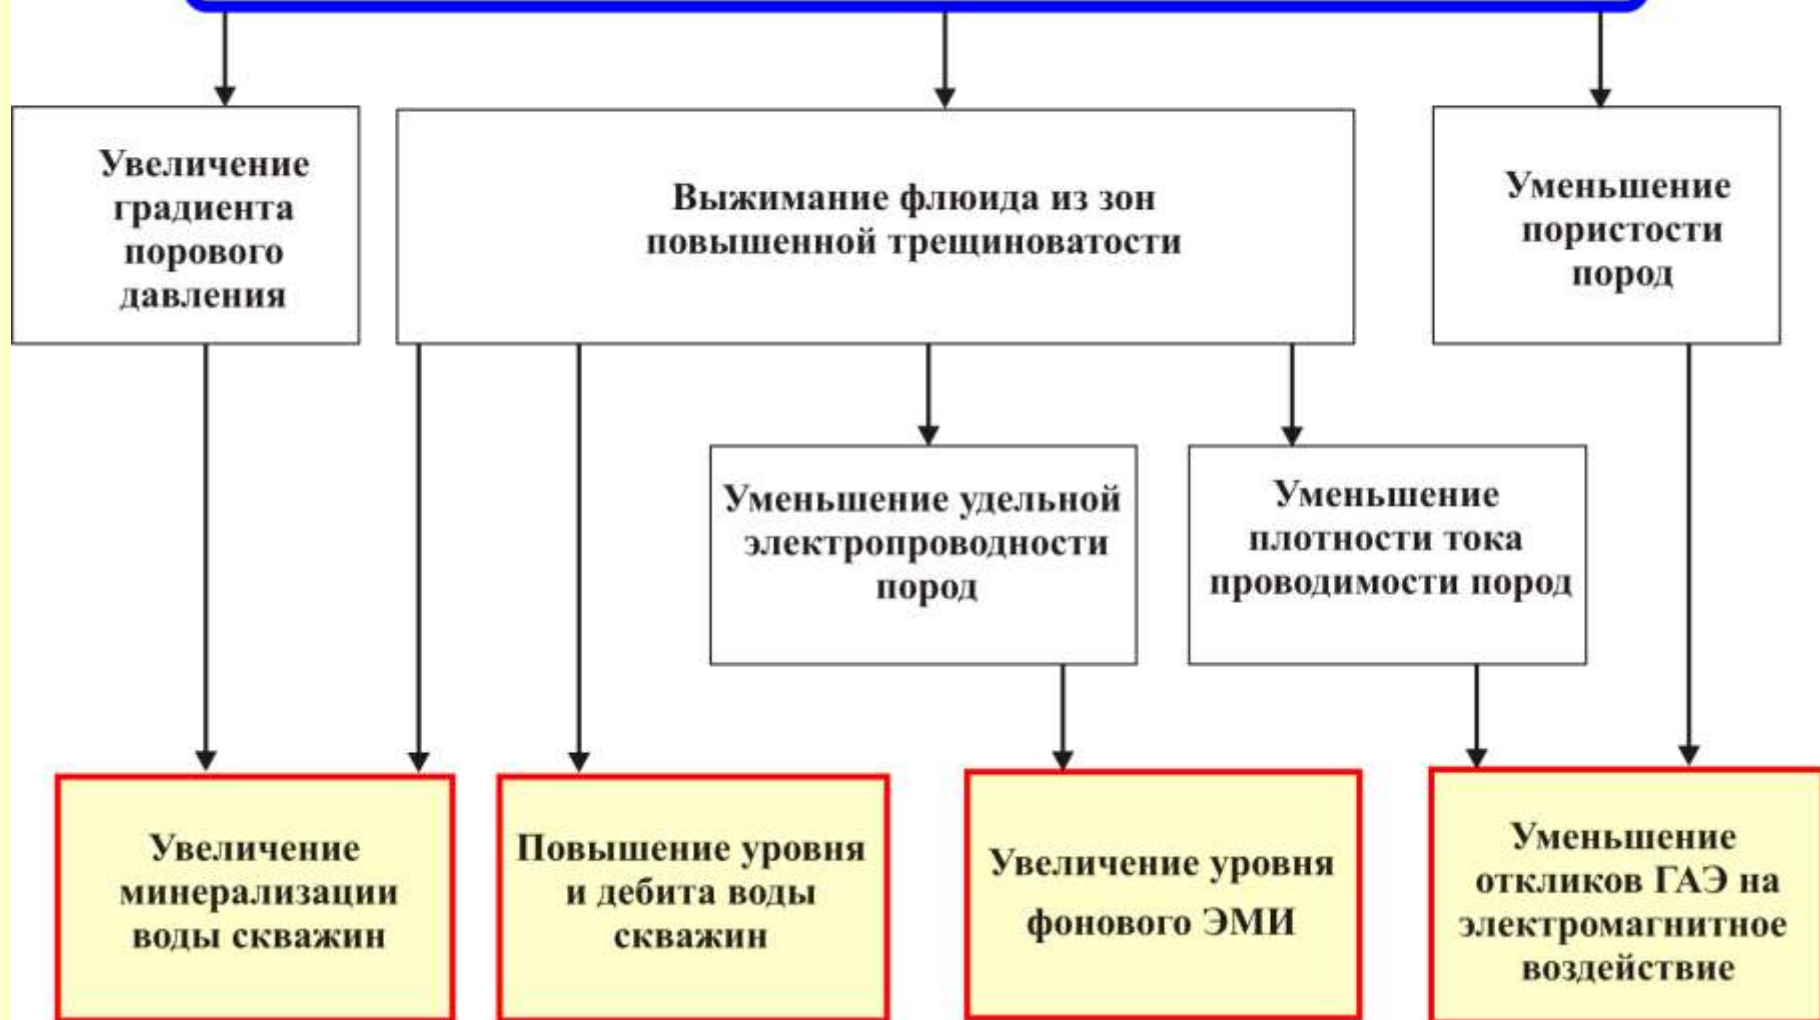 Увеличение
градиента
порового
давления
Выжимание флюида из зон
повышенной трещиноватости
Уменьшение
пористости
пород
Уменьшение удельной
электропроводности
пород
Уменьшение
плотности тока
проводимости пород
Увеличение
минерализации
воды скважин
Повышение уровня
и дебита воды
скважин
Увеличение уровня
фонового ЭМИ
Уменьшение
откликов ГАЭ на
электромагнитное
воздействие